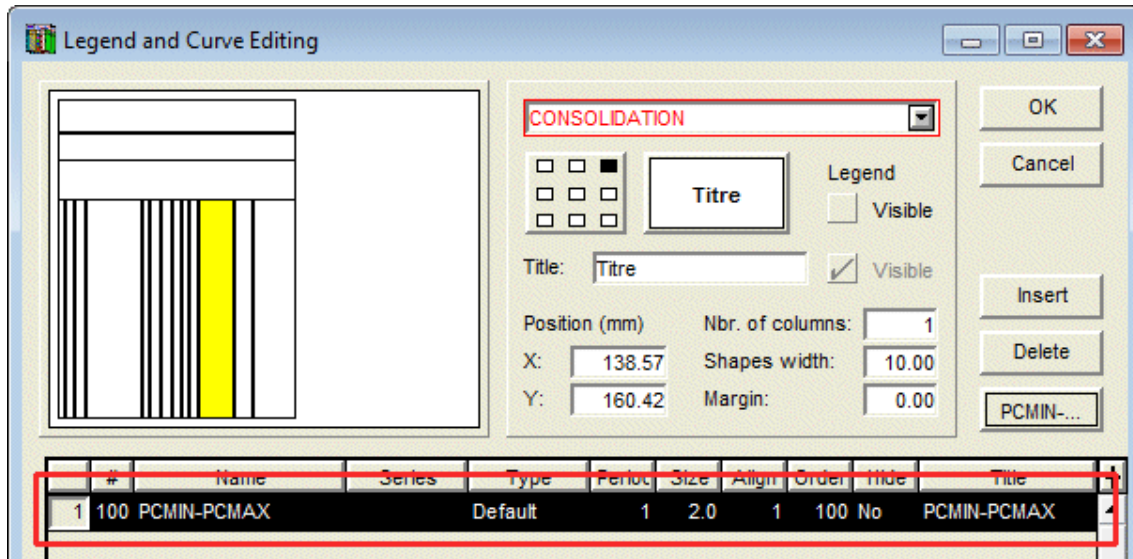 Legend and Curve Editing
CONSOLIDATION
OK
Cancel
Titre
Legend
Visible
Title: Titre
Visible
Insert
Position (mm)
Nbr. of columns: 1
Delete
X: 138.57
Shapes width: 10.00
Y: 160.42
Margin: 0.00
PCMIN-...
# Name Series Type Period Size Align Order Hide Title +
1 100 PCMIN-PCMAX Default 1 2.0 1 100 No PCMIN-PCMAX